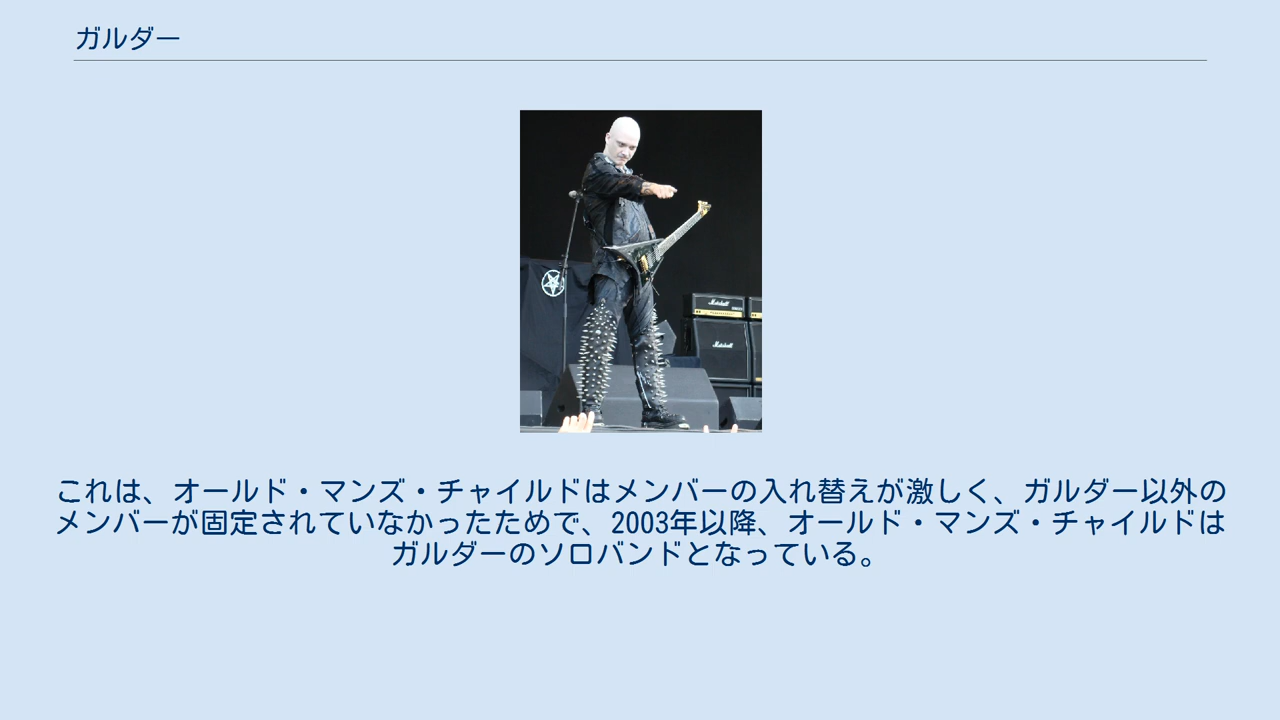 ガルダー
Marshall
Marshall
これは、オールド・マンズ・チャイルドはメンバーの入れ替えが激しく、ガルダー以外の
メンバーが固定されていなかったためで、2003年以降、オールド・マンズ・チャイルドは
ガルダーのソロバンドとなっている。